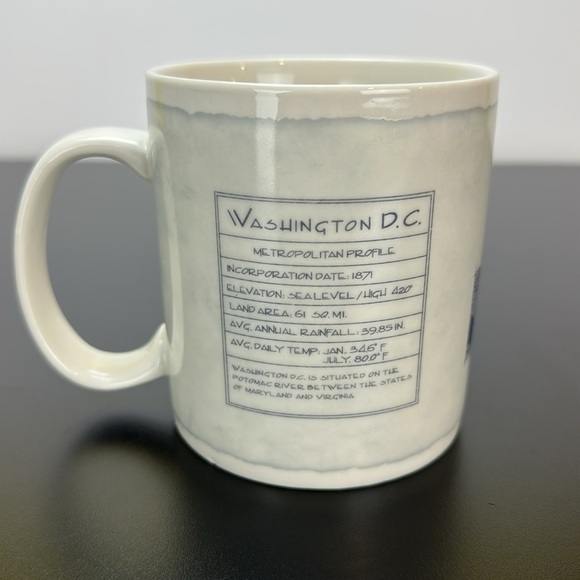 WASHINGTON D.C.
METROPOLITAN PROFILE
INCORPORATION DATE: 1871
ELEVATION: SEA LEVEL / HIGH 420'
LAND AREA: 61 SQ. MI.
AVG. ANNUAL RAINFALL: 39.85 IN.
AVG. DAILY TEMP: JAN. 34.6° F
JULY. 80.0° F
WASHINGTON D.C. IS SITUATED ON THE
POTOMAC RIVER BETWEEN THE STATES
OF MARYLAND AND VIRGINIA